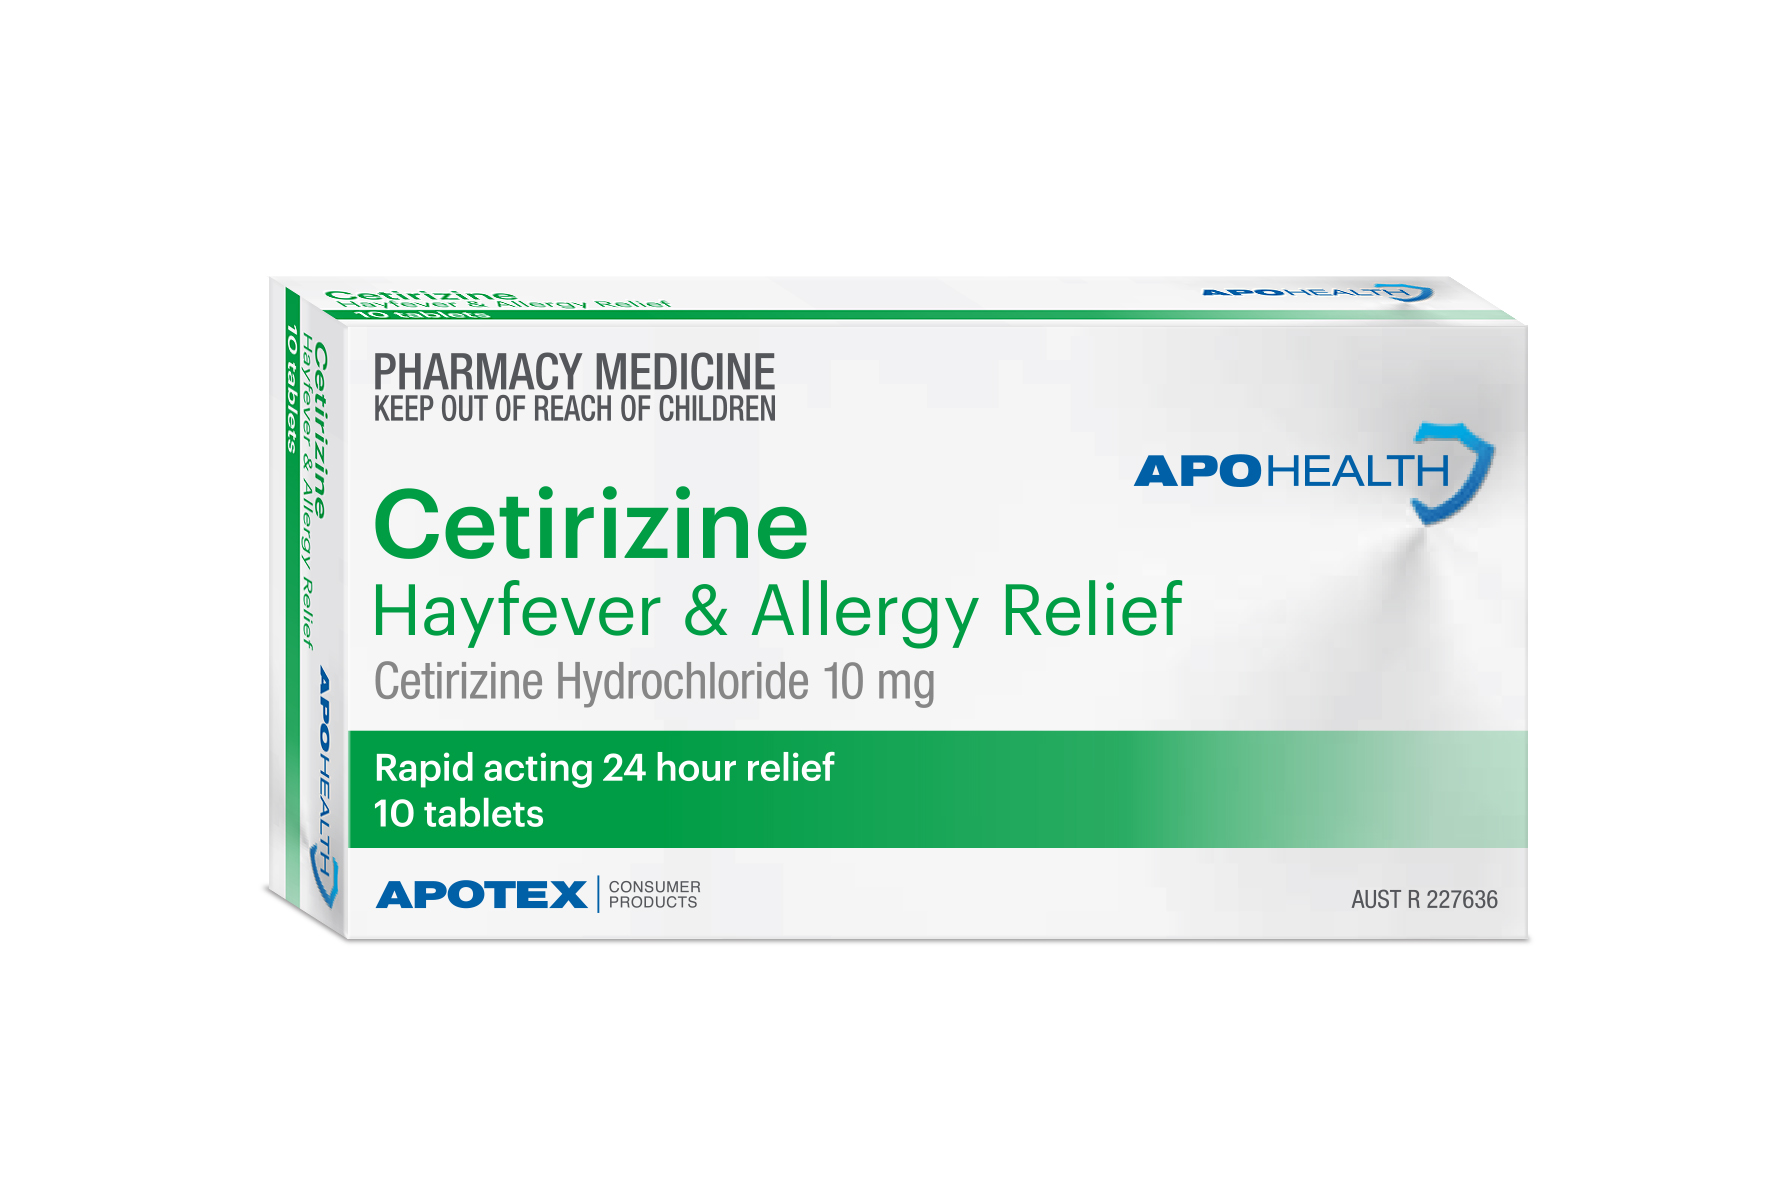 Cetirizine
Hayfever & Allergy Relief
10 tablets
APOHEALTH
10 tablets
Cetirizine
Hayfever & Allergy Relief
APOHEALTH
PHARMACY MEDICINE
KEEP OUT OF REACH OF CHILDREN
APOHEALTH
Cetirizine
Hayfever & Allergy Relief
Cetirizine Hydrochloride 10 mg
Rapid acting 24 hour relief
10 tablets
APOTEX
CONSUMER
PRODUCTS
AUST R 227636